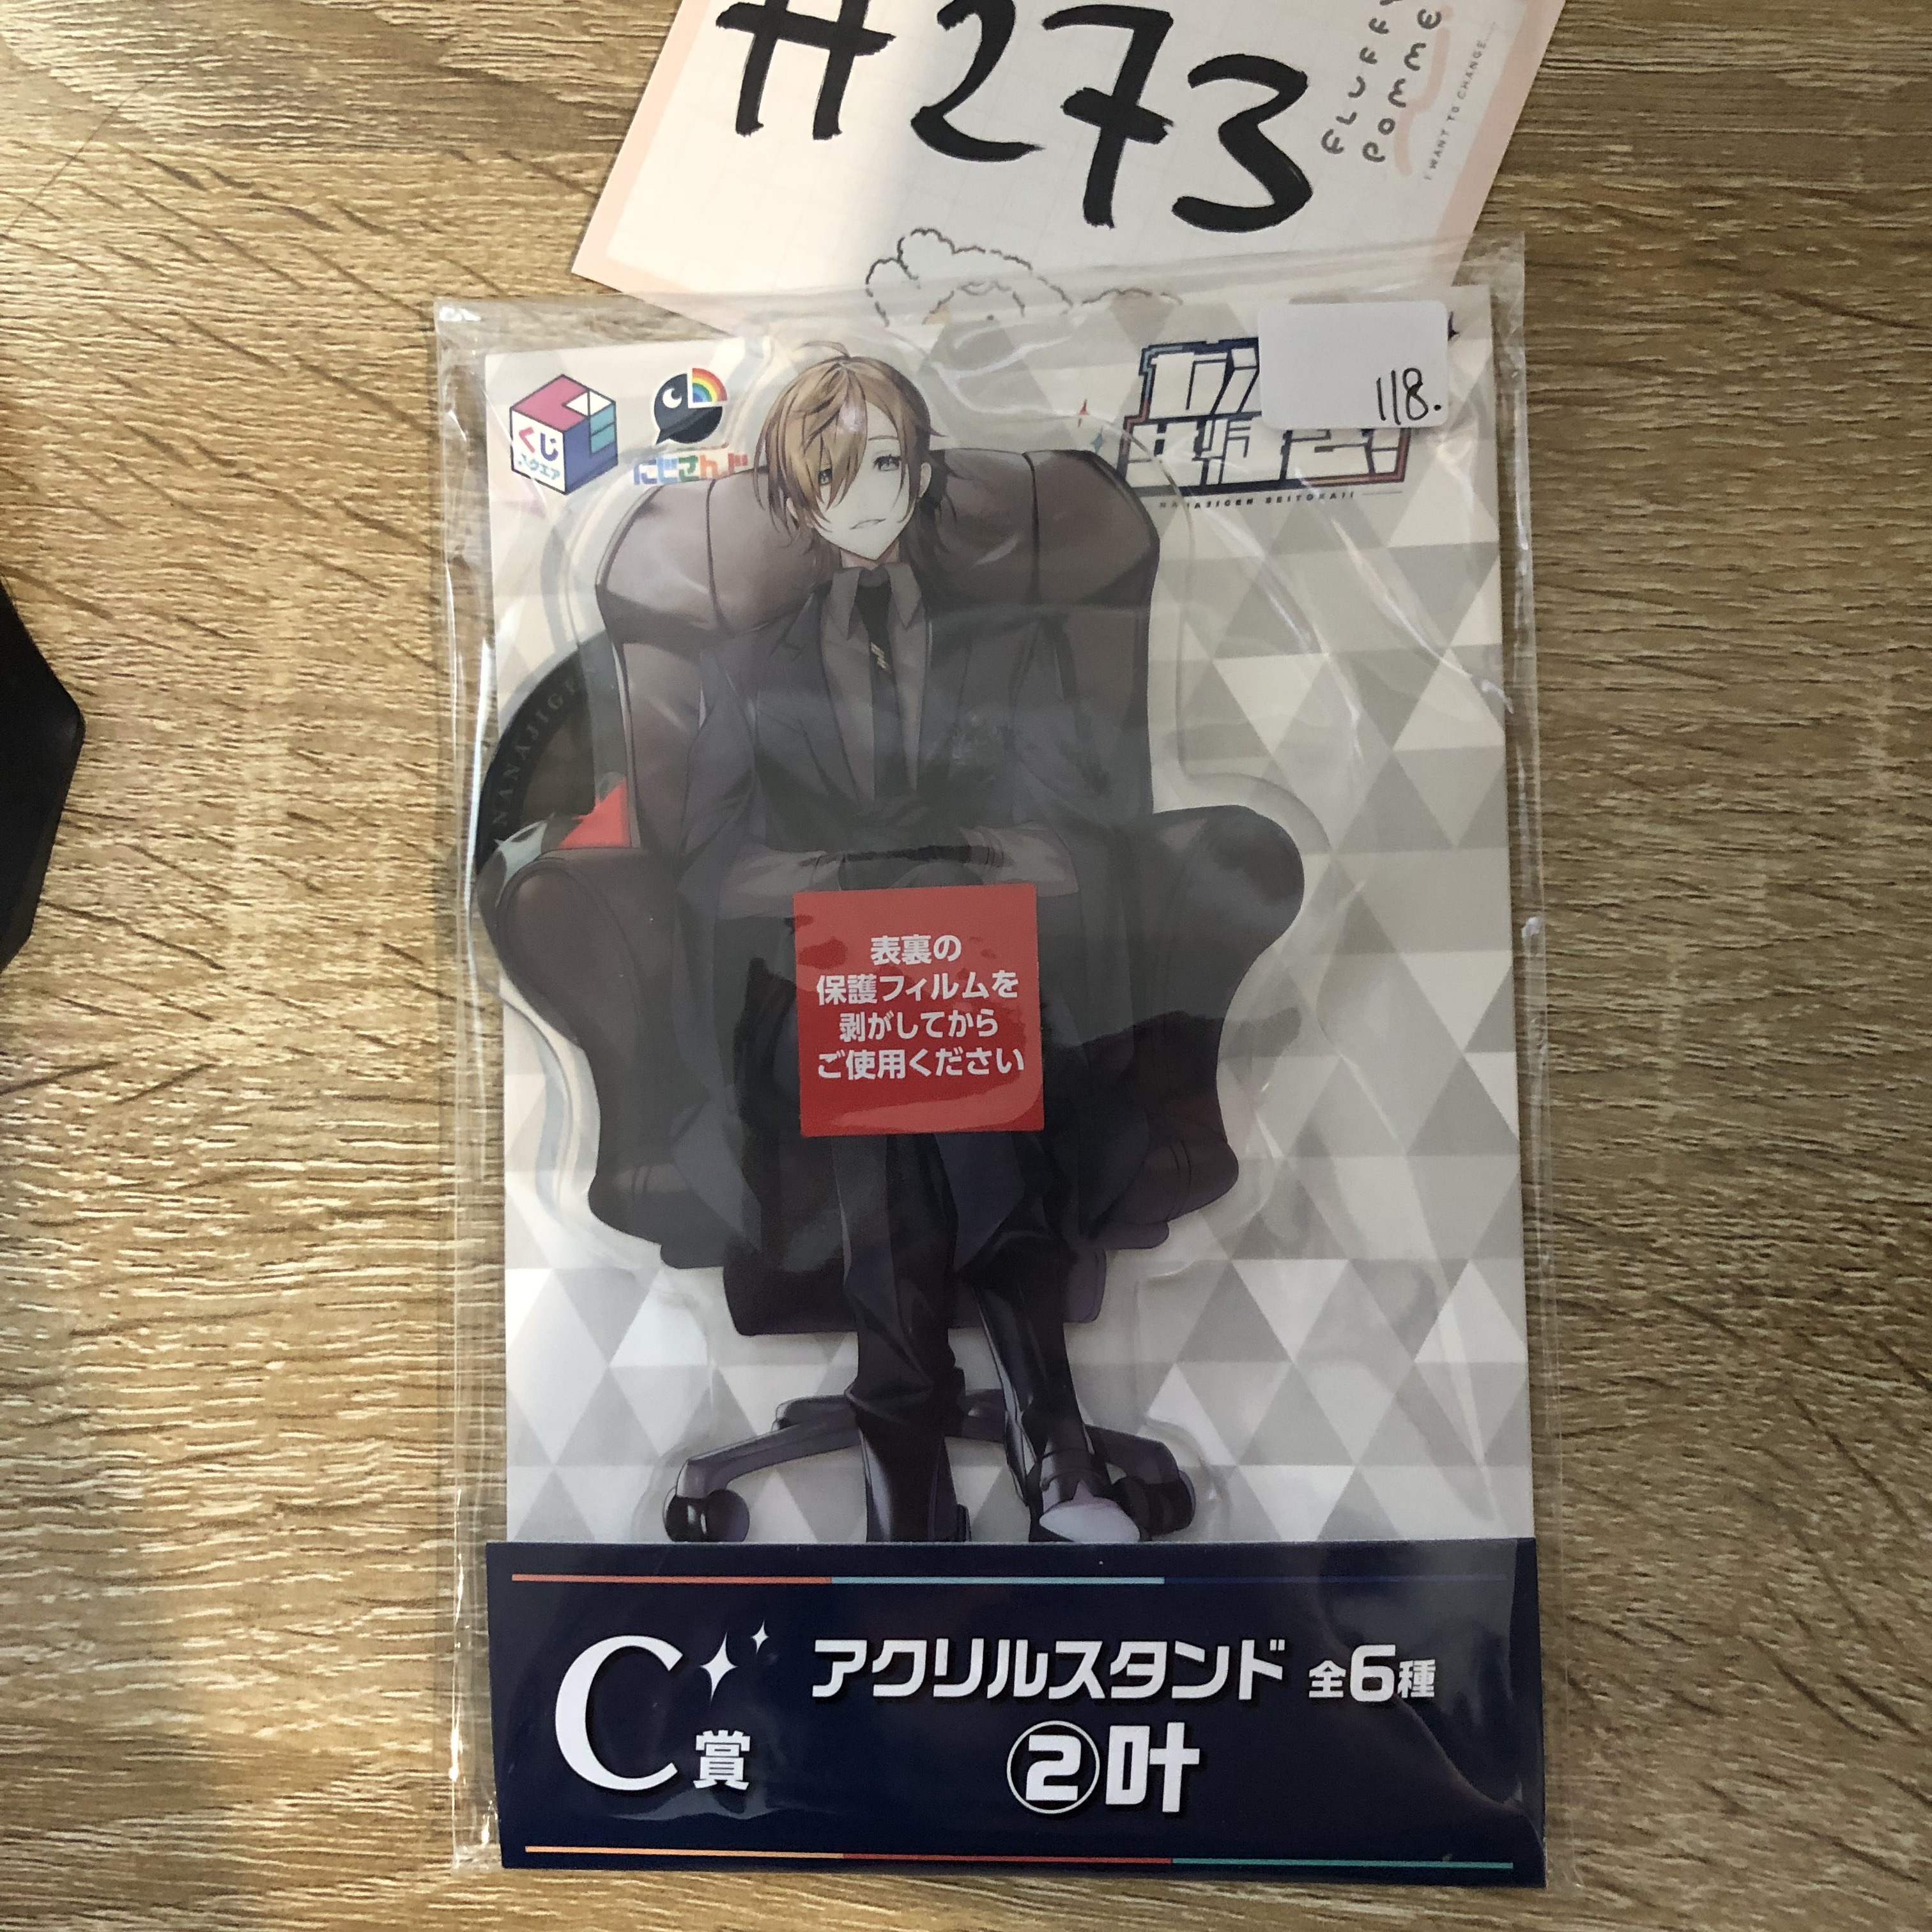 #273
FLUFFY
POMME
I WANT TO CHANGE
118.
くじ
スクエア
にじさんじ
NANAJIGEN SEITOKAI!
NANAJIGEN
表裏の
保護フィルムを
剥がしてから
ご使用ください
C賞
アクリルスタンド 全6種
②叶